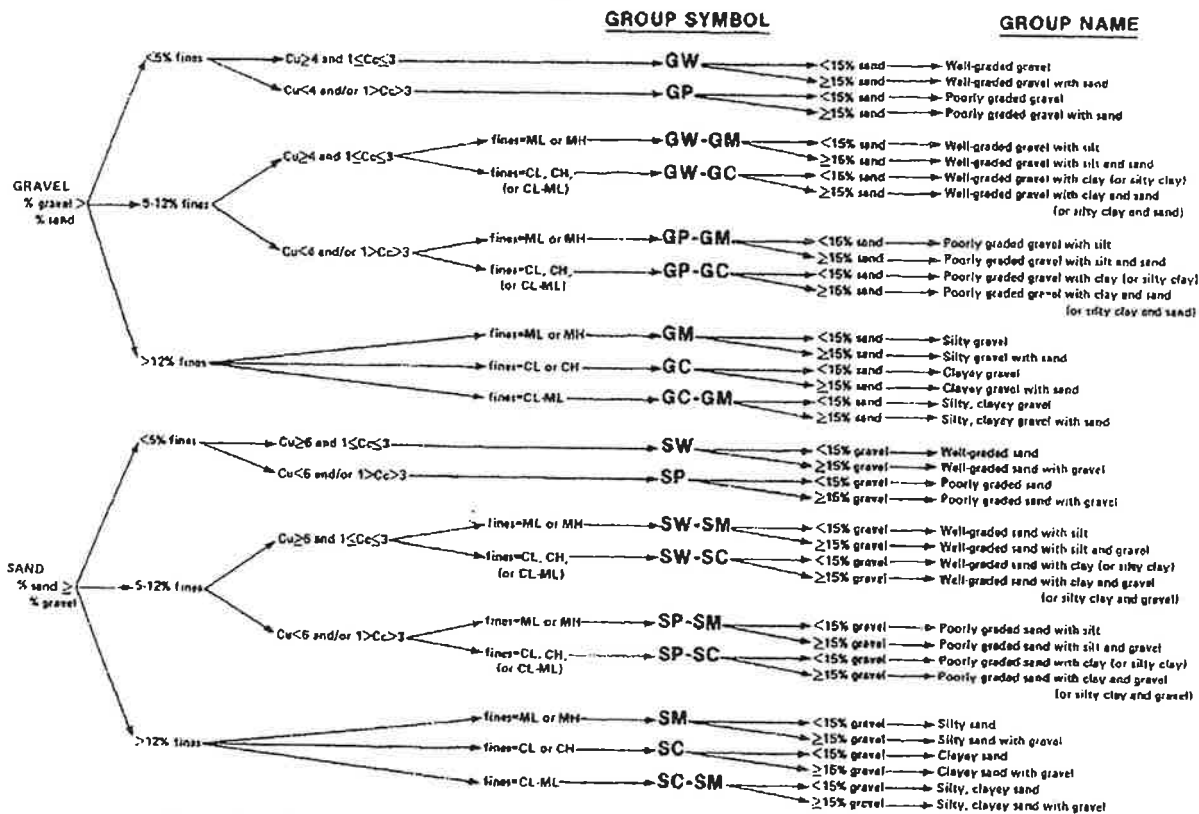 GROUP SYMBOL GROUP NAME
<5% fines Cu≥4 and 1≤Cc≤3 GW <15% sand Well-graded gravel
≥15% sand Well-graded gravel with sand
Cu<4 and/or 1>Cc>3 GP <15% sand Poorly graded gravel
≥15% sand Poorly graded gravel with sand
fines=ML or MH GW-GM <15% sand Well-graded gravel with silt
Cu≥4 and 1≤Cc≤3 ≥15% sand Well-graded gravel with silt and sand
fines=CL, CH, GW-GC <15% sand Well-graded gravel with clay (or silty clay)
(or CL-ML) ≥15% sand Well-graded gravel with clay and sand
(or silty clay and sand)
GRAVEL
% gravel > 5-12% fines
% sand
fines=ML or MH GP-GM <15% sand Poorly graded gravel with silt
Cu<4 and/or 1>Cc>3 ≥15% sand Poorly graded gravel with silt and sand
fines=CL, CH, GP-GC <15% sand Poorly graded gravel with clay (or silty clay)
(or CL-ML) ≥15% sand Poorly graded gravel with clay and sand
(or silty clay and sand)
fines=ML or MH GM <15% sand Silty gravel
≥15% sand Silty gravel with sand
>12% fines fines=CL or CH GC <15% sand Clayey gravel
≥15% sand Clayey gravel with sand
fines=CL-ML GC-GM <15% sand Silty, clayey gravel
≥15% sand Silty, clayey gravel with sand
<5% fines Cu≥6 and 1≤Cc≤3 SW <15% gravel Well-graded sand
≥15% gravel Well-graded sand with gravel
Cu<6 and/or 1>Cc>3 SP <15% gravel Poorly graded sand
≥15% gravel Poorly graded sand with gravel
fines=ML or MH SW-SM <15% gravel Well-graded sand with silt
Cu≥6 and 1≤Cc≤3 ≥15% gravel Well-graded sand with silt and gravel
fines=CL, CH, SW-SC <15% gravel Well-graded sand with clay (or silty clay)
(or CL-ML) ≥15% gravel Well-graded sand with clay and gravel
(or silty clay and gravel)
SAND
% sand ≥ 5-12% fines
% gravel
fines=ML or MH SP-SM <15% gravel Poorly graded sand with silt
Cu<6 and/or 1>Cc>3 ≥15% gravel Poorly graded sand with silt and gravel
fines=CL, CH, SP-SC <15% gravel Poorly graded sand with clay (or silty clay)
(or CL-ML) ≥15% gravel Poorly graded sand with clay and gravel
(or silty clay and gravel)
fines=ML or MH SM <15% gravel Silty sand
≥15% gravel Silty sand with gravel
>12% fines fines=CL or CH SC <15% gravel Clayey sand
≥15% gravel Clayey sand with gravel
fines=CL-ML SC-SM <15% gravel Silty, clayey sand
≥15% gravel Silty, clayey sand with gravel